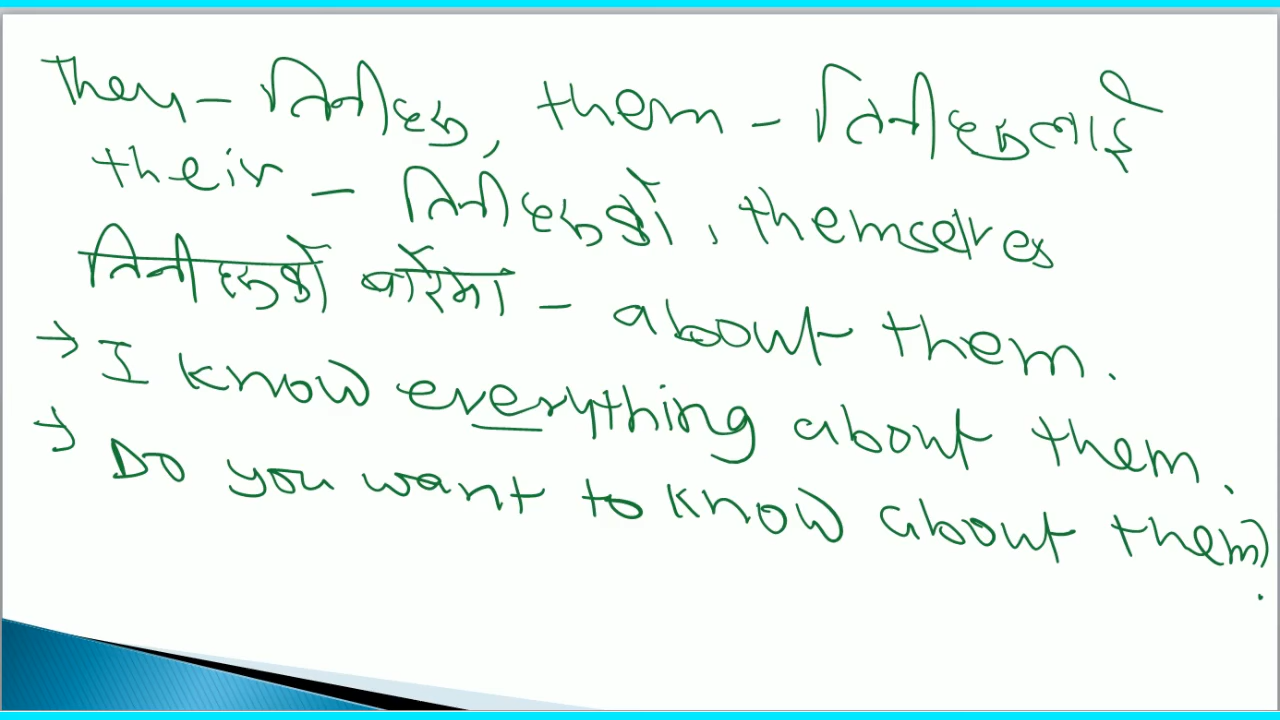 they - तिनीहरू, them - तिनीहरूलाई
their - तिनीहरूको, themselves
तिनीहरूको बारेमा - about them.
→ I know everything about them.
→ Do you want to know about them?